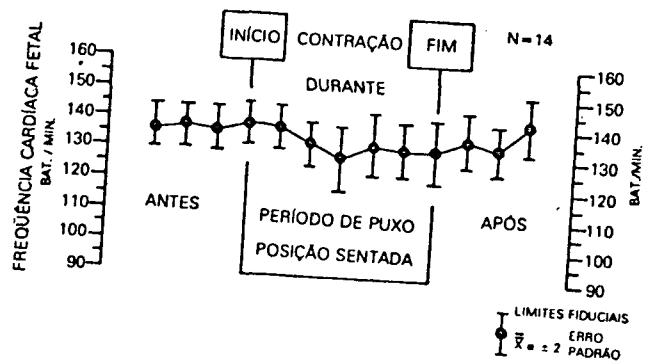 INÍCIO CONTRAÇÃO FIM N=14
DURANTE
FREQÜÊNCIA CARDÍACA FETAL
BAT. / MIN.
160
150
140
130
120
110
100
90
ANTES
PERÍODO DE PUXO
POSIÇÃO SENTADA
APÓS
160
150
140
130
120
110
100
90
BAT./MIN.
LIMITES FIDUCIAIS
X̄ ± 2 ERRO
PADRÃO